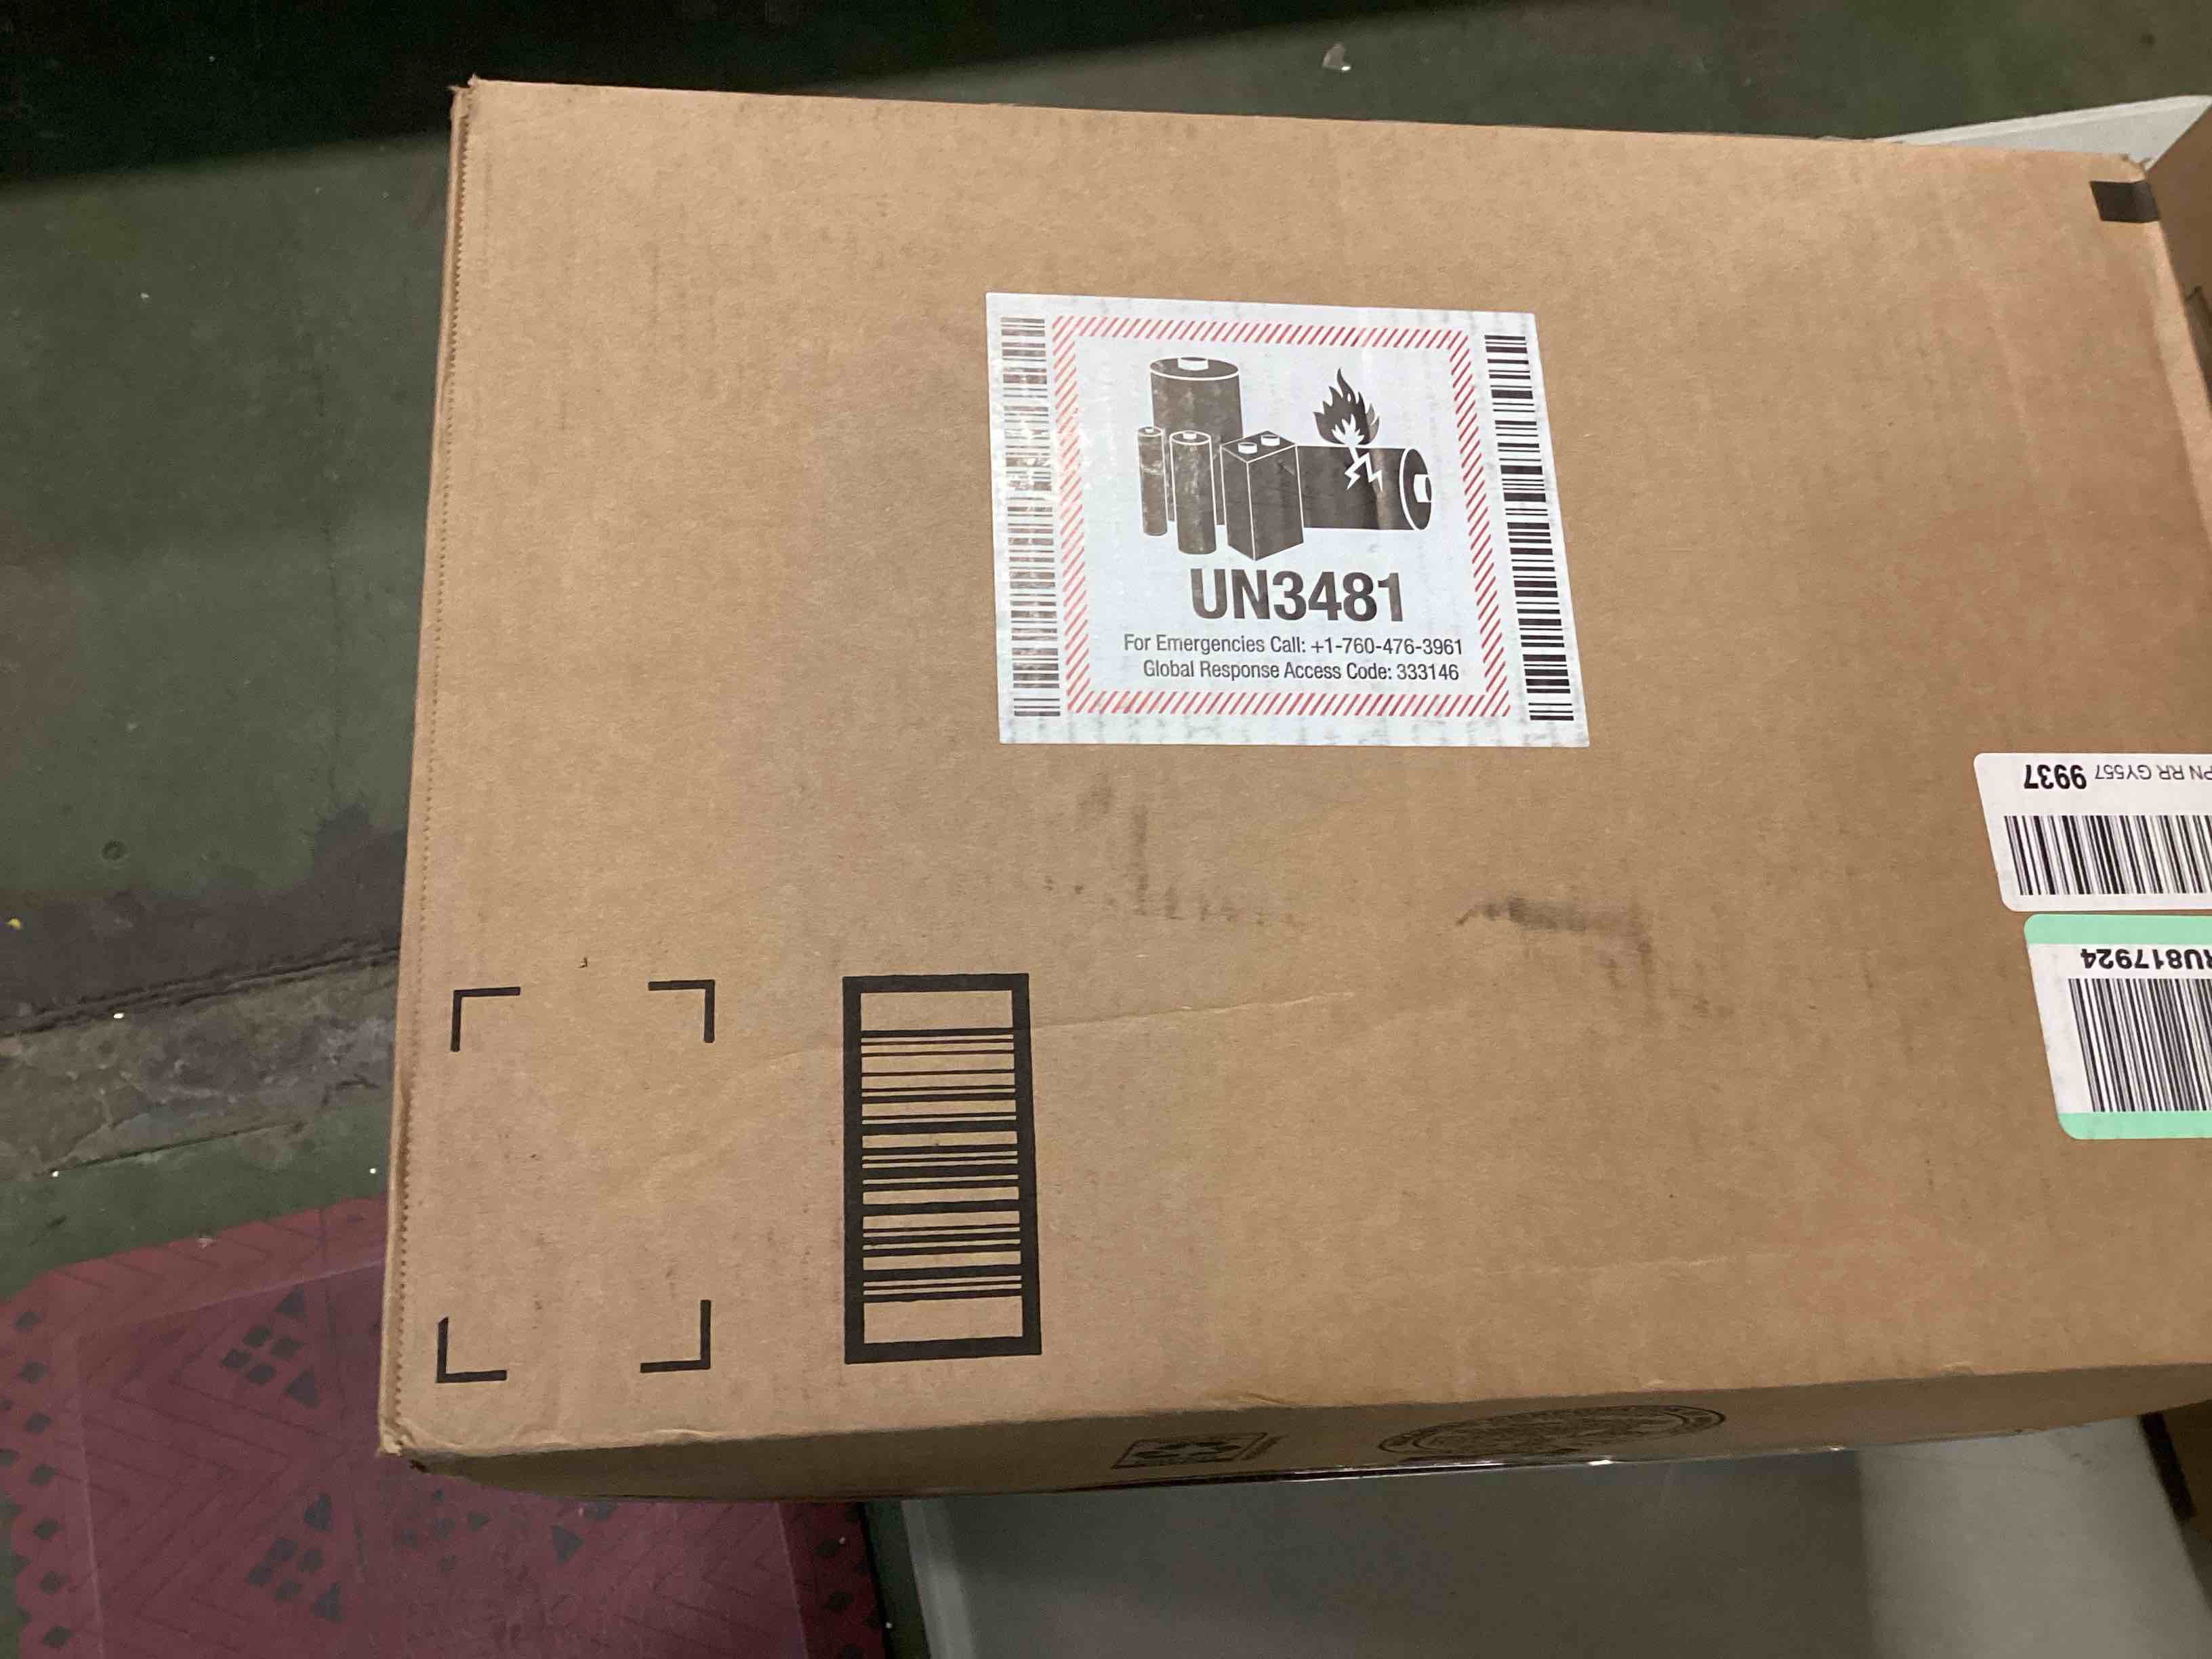 UN3481
For Emergencies Call: +1-760-476-3961
Global Response Access Code: 333146
PN RR GY557 9937
RU817924